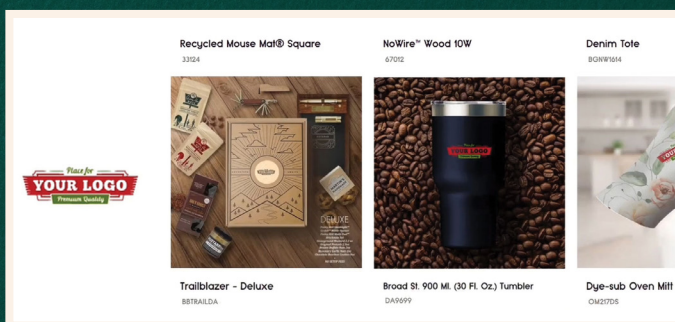 Recycled Mouse Mat® Square
33124
NoWire™ Wood 10W
67012
Denim Tote
BGNW1614
Place for
YOUR LOGO
Premium Quality
DELUXE
YOUR LOGO
Trailblazer - Deluxe
BBTRAILDA
Broad St. 900 Ml. (30 Fl. Oz.) Tumbler
DA9699
Dye-sub Oven Mitt
OM217DS